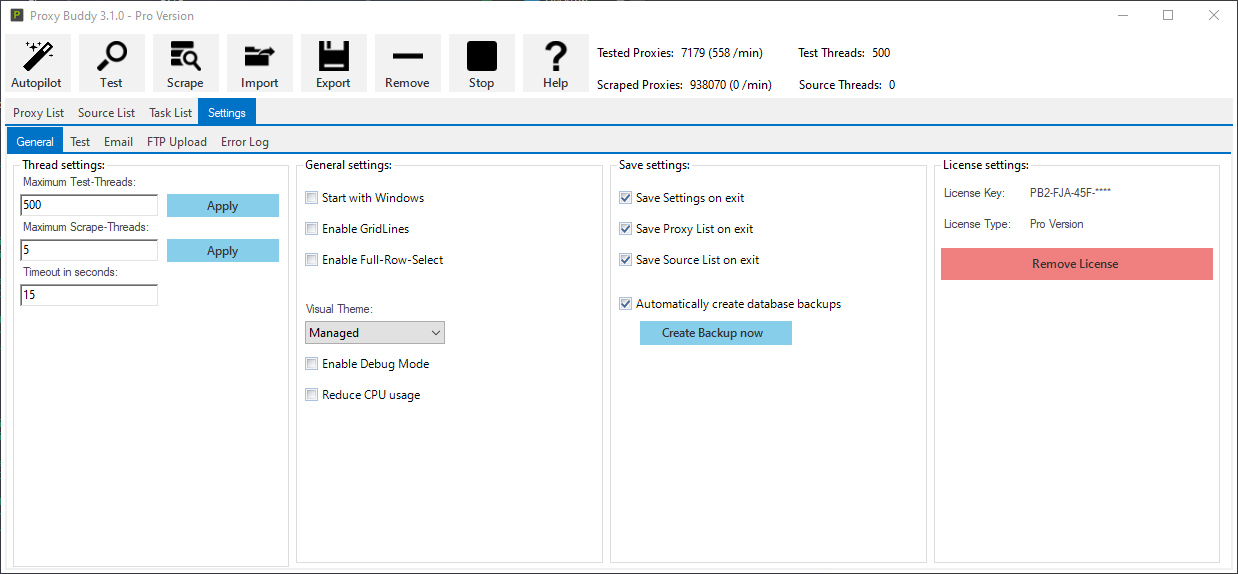 Proxy Buddy 3.1.0 - Pro Version
Autopilot Test Scrape Import Export Remove Stop Help
Tested Proxies: 7179 (558 /min) Test Threads: 500
Scraped Proxies: 938070 (0 /min) Source Threads: 0
Proxy List Source List Task List Settings
General Test Email FTP Upload Error Log
Thread settings:
Maximum Test-Threads:
500 Apply
Maximum Scrape-Threads:
5 Apply
Timeout in seconds:
15
General settings:
Start with Windows
Enable GridLines
Enable Full-Row-Select
Visual Theme:
Managed
Enable Debug Mode
Reduce CPU usage
Save settings:
Save Settings on exit
Save Proxy List on exit
Save Source List on exit
Automatically create database backups
Create Backup now
License settings:
License Key: PB2-FJA-45F-****
License Type: Pro Version
Remove License